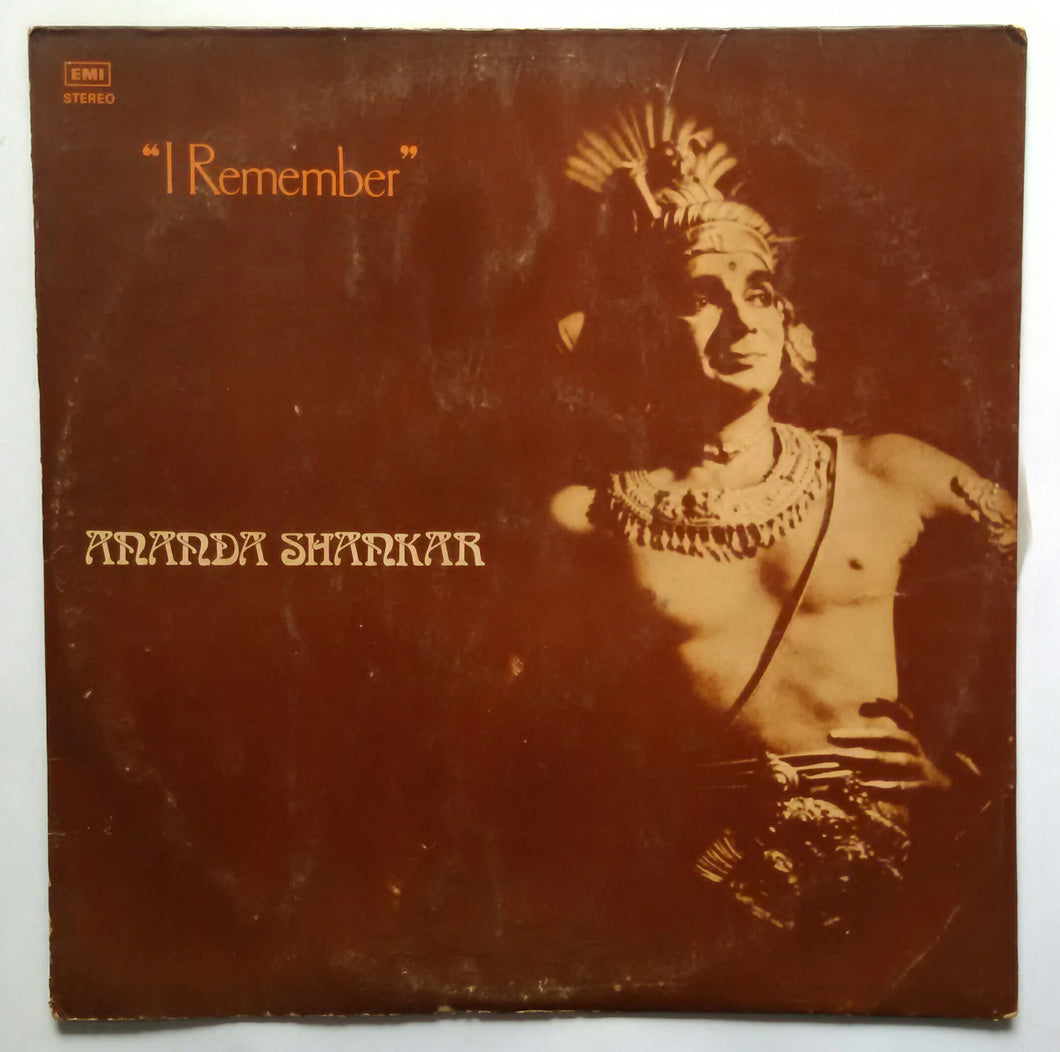 EMI
STEREO
“I Remember”
ANANDA SHANKAR